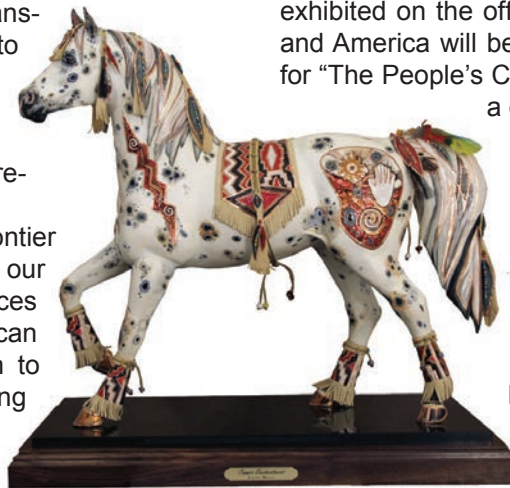 ans-
to
re-
ontier
our
ces
can
n to
ng
exhibited on the off
and America will be
for “The People’s C
a